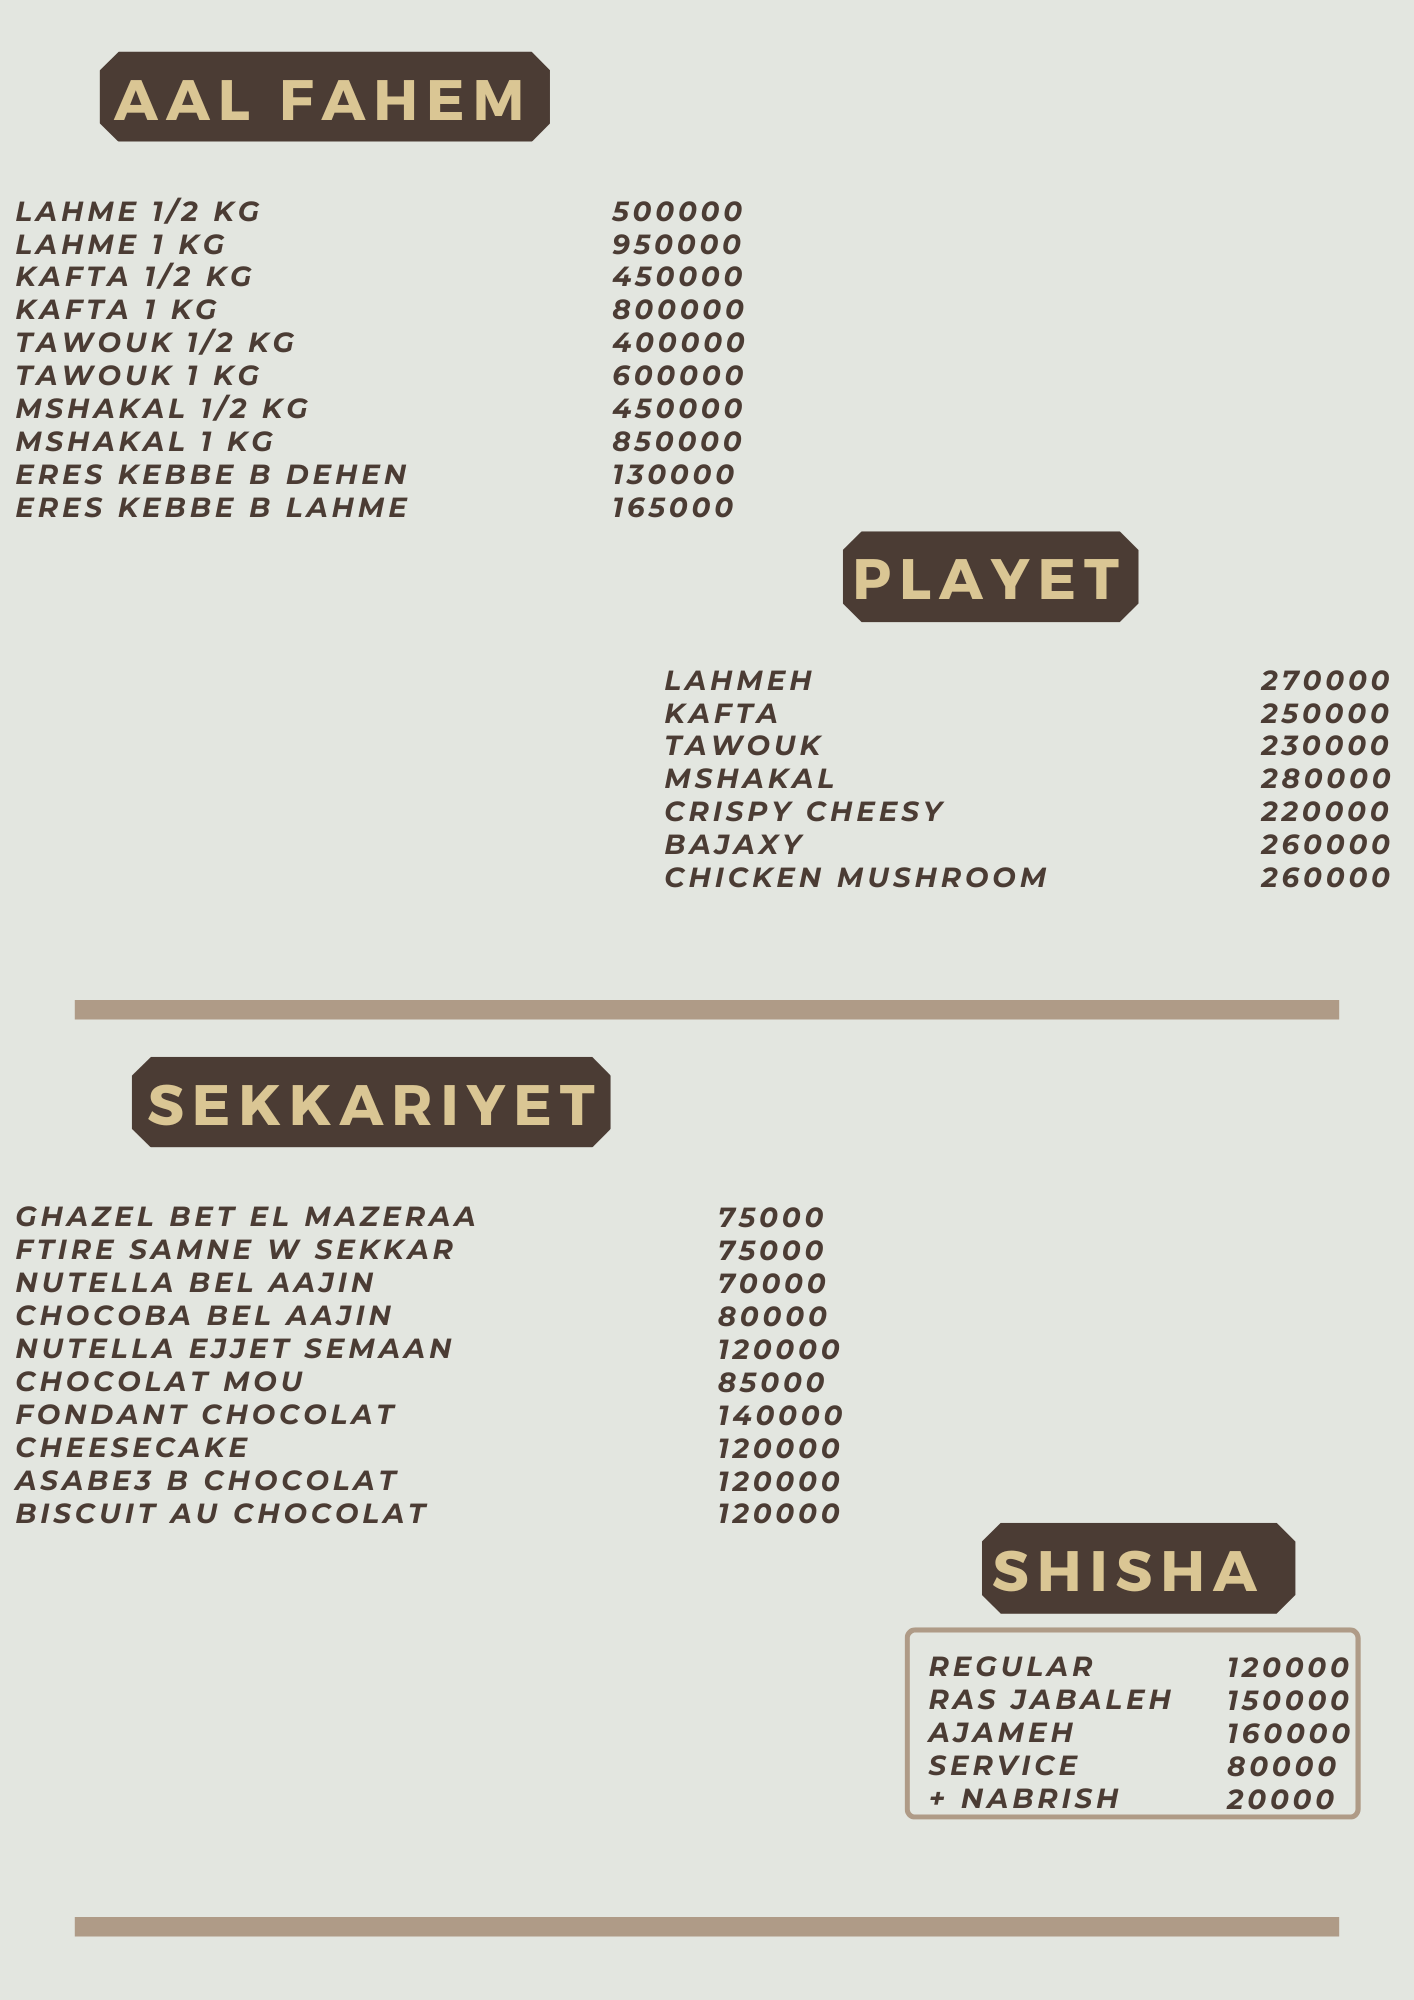 AAL FAHEM
LAHME 1/2 KG 500000
LAHME 1 KG 950000
KAFTA 1/2 KG 450000
KAFTA 1 KG 800000
TAWOUK 1/2 KG 400000
TAWOUK 1 KG 600000
MSHAKAL 1/2 KG 450000
MSHAKAL 1 KG 850000
ERES KEBBE B DEHEN 130000
ERES KEBBE B LAHME 165000
PLAYET
LAHMEH 270000
KAFTA 250000
TAWOUK 230000
MSHAKAL 280000
CRISPY CHEESY 220000
BAJAXY 260000
CHICKEN MUSHROOM 260000
SEKKARIYET
GHAZEL BET EL MAZERAA 75000
FTIRE SAMNE W SEKKAR 75000
NUTELLA BEL AAJIN 70000
CHOCOBA BEL AAJIN 80000
NUTELLA EJJET SEMAAN 120000
CHOCOLAT MOU 85000
FONDANT CHOCOLAT 140000
CHEESECAKE 120000
ASABE3 B CHOCOLAT 120000
BISCUIT AU CHOCOLAT 120000
SHISHA
REGULAR 120000
RAS JABALEH 150000
AJAMEH 160000
SERVICE 80000
+ NABRISH 20000